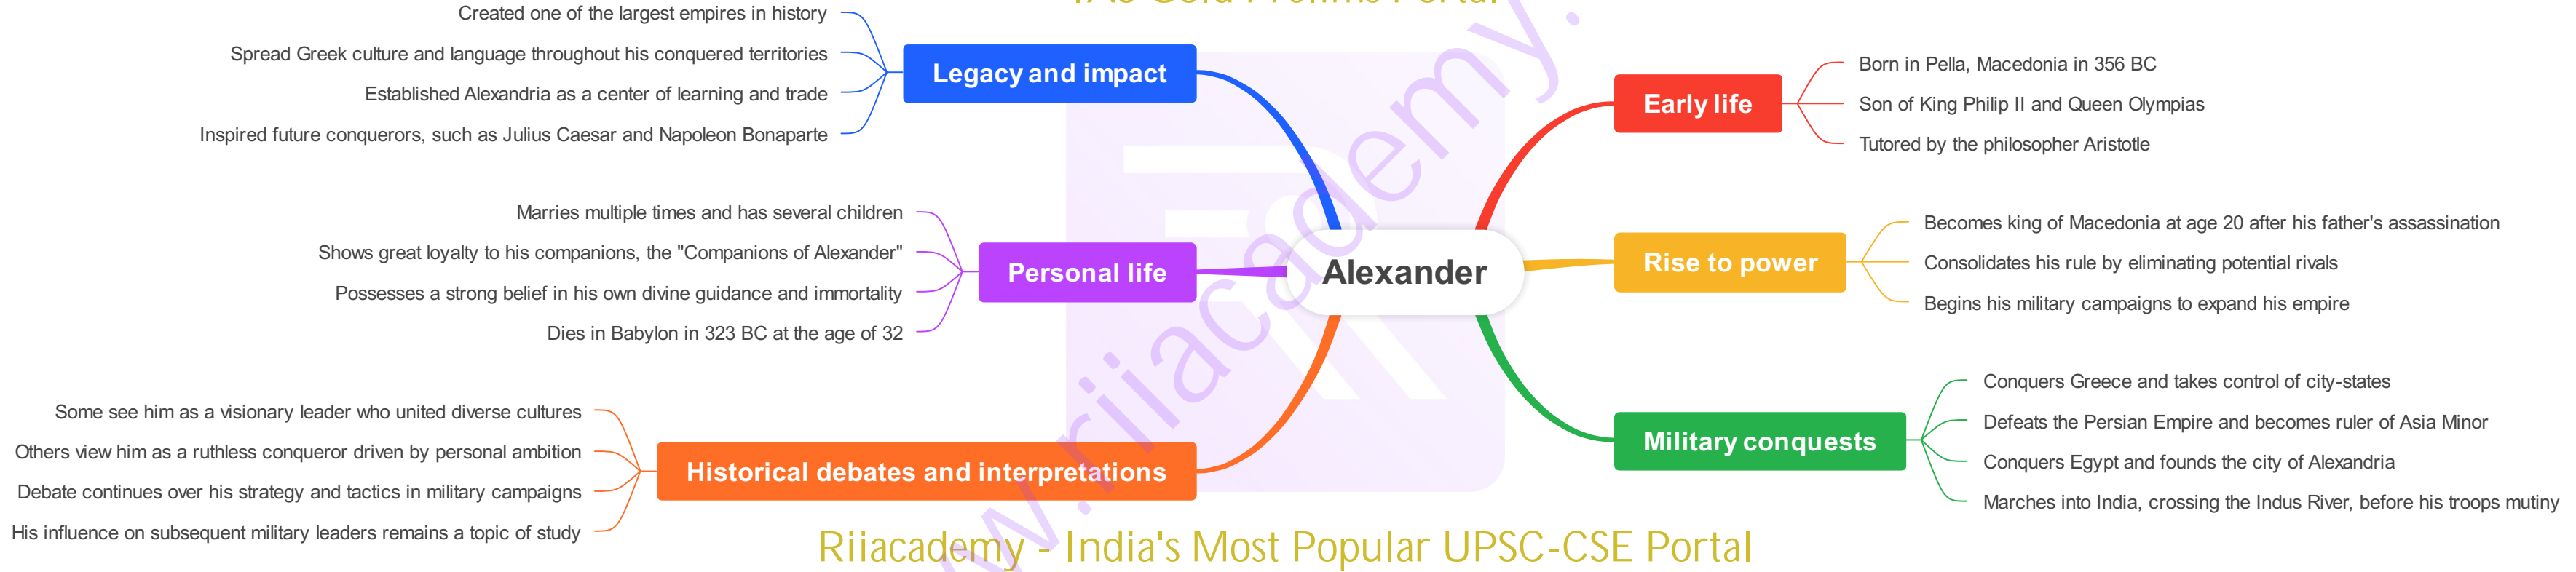 Created one of the largest empires in history
Spread Greek culture and language throughout his conquered territories
Established Alexandria as a center of learning and trade
Inspired future conquerors, such as Julius Caesar and Napoleon Bonaparte
Legacy and impact
Marries multiple times and has several children
Shows great loyalty to his companions, the "Companions of Alexander"
Possesses a strong belief in his own divine guidance and immortality
Dies in Babylon in 323 BC at the age of 32
Personal life
Some see him as a visionary leader who united diverse cultures
Others view him as a ruthless conqueror driven by personal ambition
Debate continues over his strategy and tactics in military campaigns
His influence on subsequent military leaders remains a topic of study
Historical debates and interpretations
Alexander
Early life
Born in Pella, Macedonia in 356 BC
Son of King Philip II and Queen Olympias
Tutored by the philosopher Aristotle
Rise to power
Becomes king of Macedonia at age 20 after his father's assassination
Consolidates his rule by eliminating potential rivals
Begins his military campaigns to expand his empire
Military conquests
Conquers Greece and takes control of city-states
Defeats the Persian Empire and becomes ruler of Asia Minor
Conquers Egypt and founds the city of Alexandria
Marches into India, crossing the Indus River, before his troops mutiny
w.riiacademy.
Riiacademy - India's Most Popular UPSC-CSE Portal